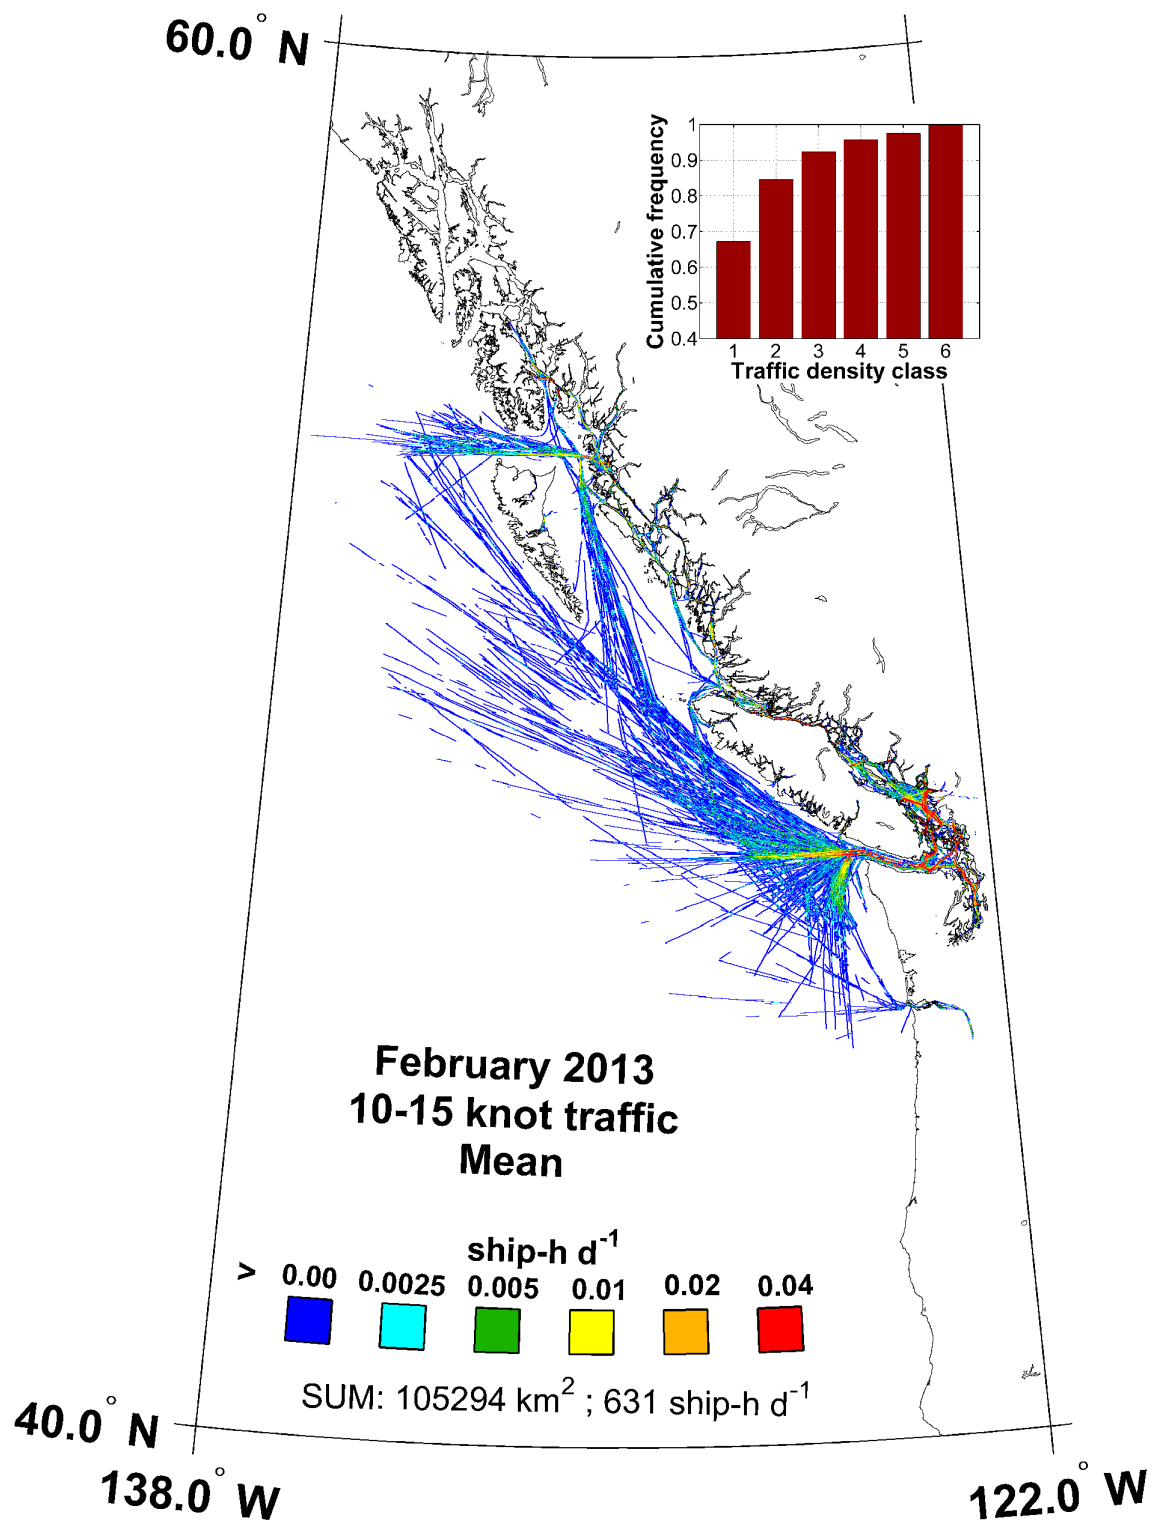 60.0° N
Cumulative frequency
1
0.9
0.8
0.7
0.6
0.5
0.4
1 2 3 4 5 6
Traffic density class
February 2013
10-15 knot traffic
Mean
ship-h d⁻¹
> 0.00 0.0025 0.005 0.01 0.02 0.04
SUM: 105294 km² ; 631 ship-h d⁻¹
40.0° N
138.0° W
122.0° W